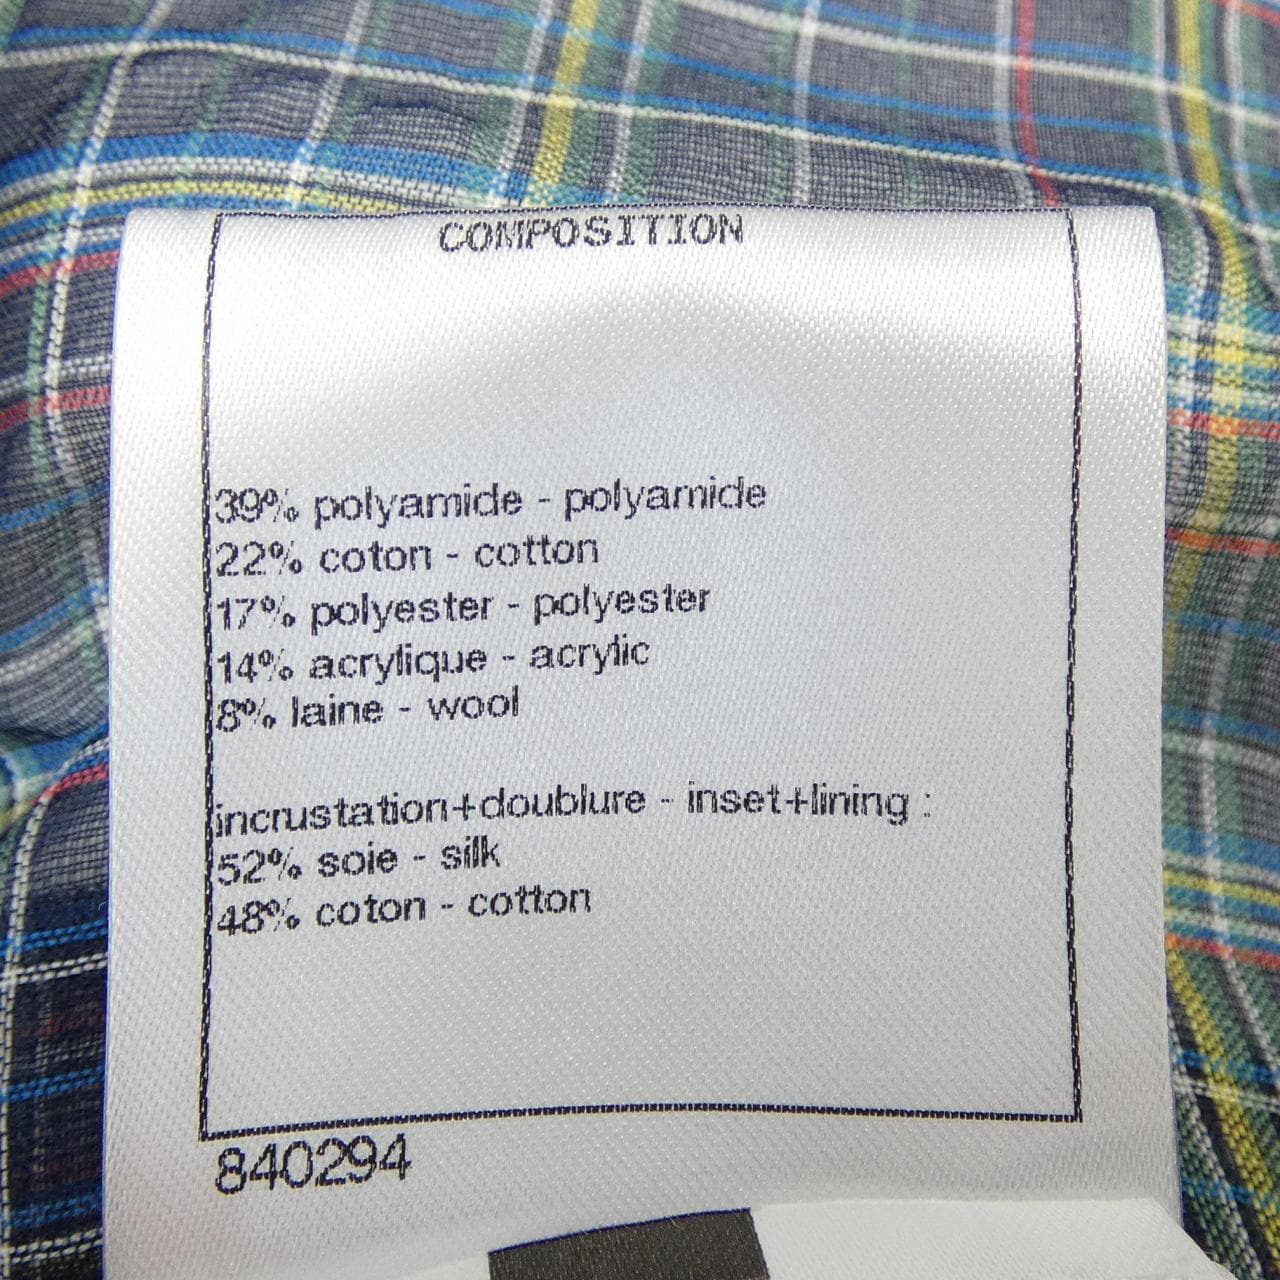 COMPOSITION
39% polyamide - polyamide
22% coton - cotton
17% polyester - polyester
14% acrylique - acrylic
8% laine - wool
incrustation+doublure - inset+lining :
52% soie - silk
48% coton - cotton
840294